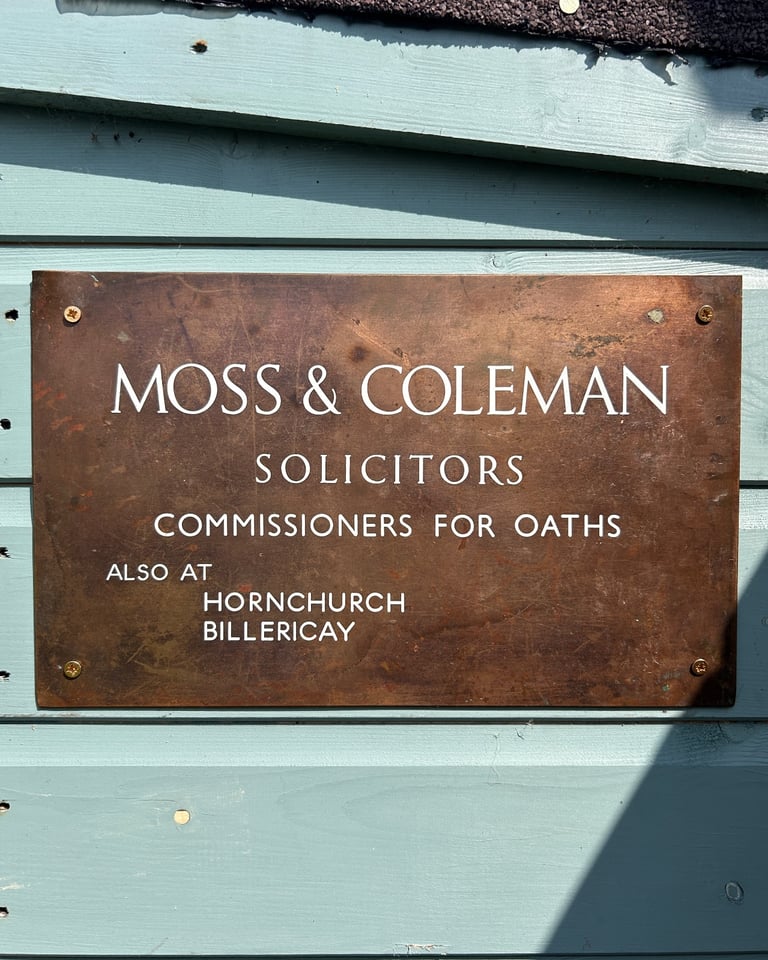 MOSS & COLEMAN
SOLICITORS
COMMISSIONERS FOR OATHS
ALSO AT
HORNCHURCH
BILLERICAY